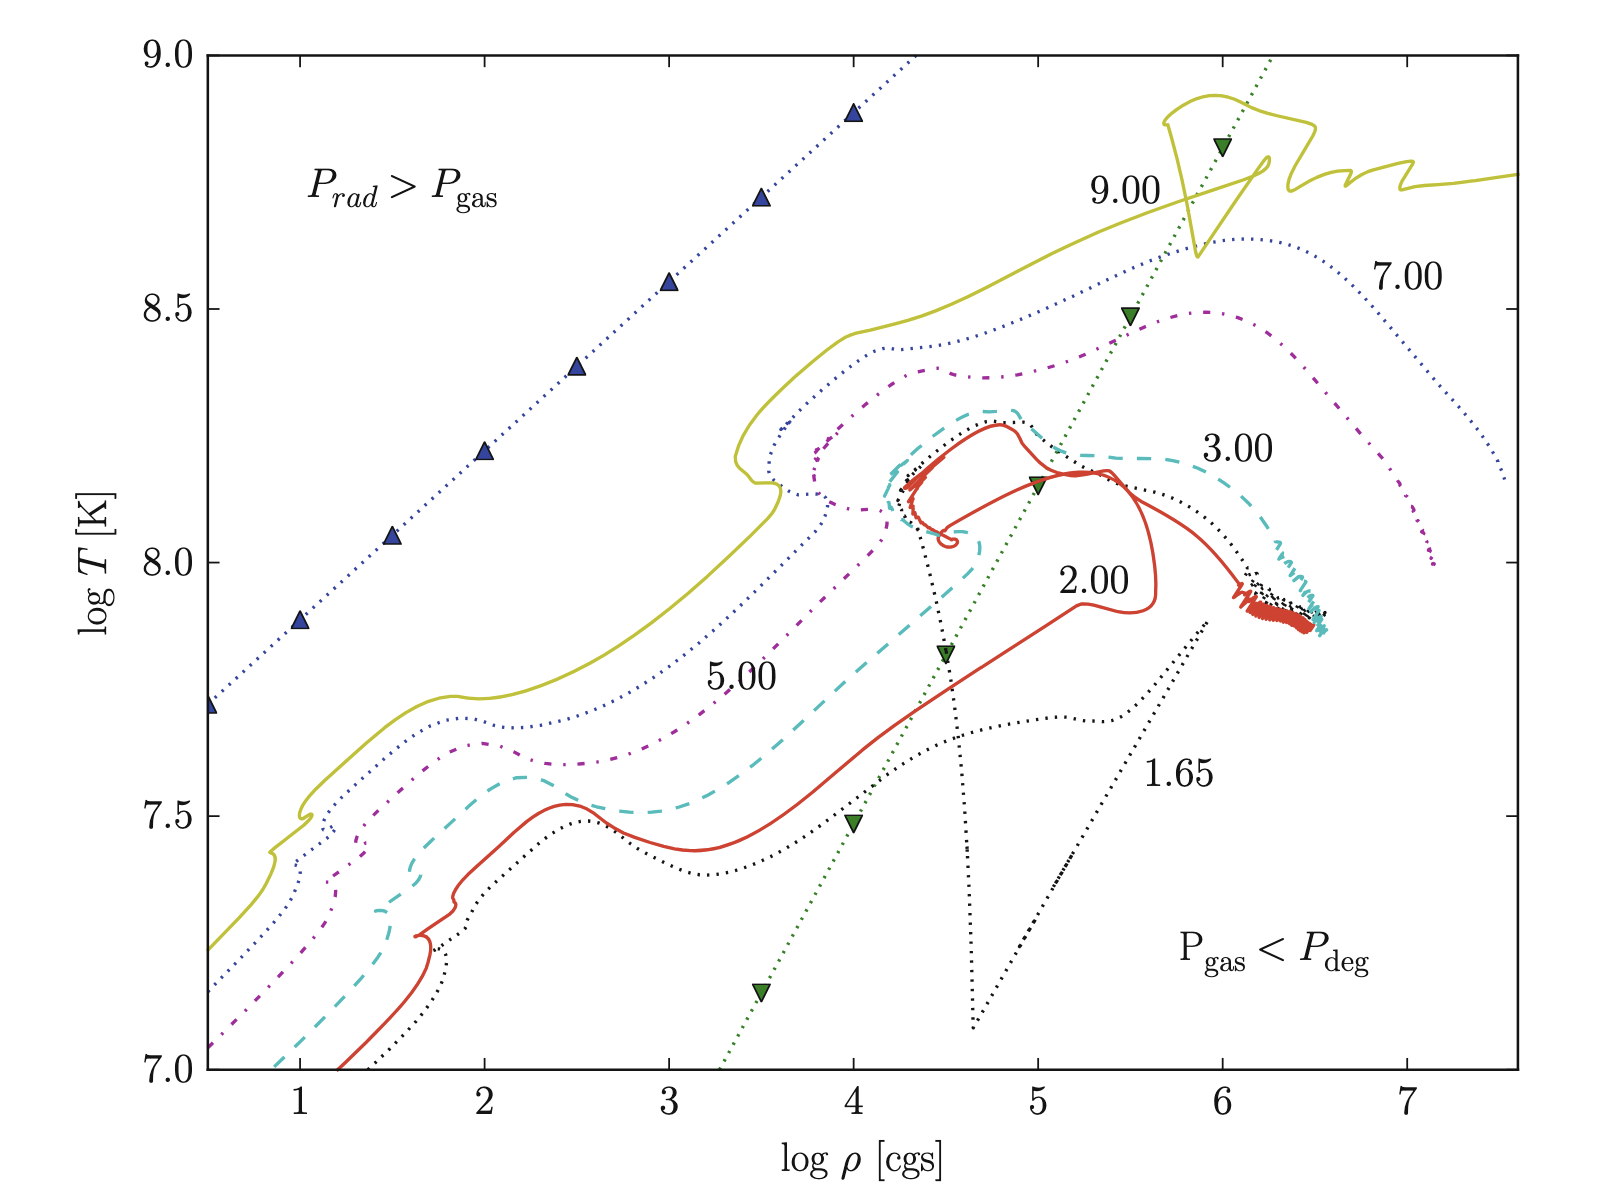 9.0
8.5
8.0
7.5
7.0
log T [K]
P_rad > P_gas
9.00
7.00
3.00
2.00
5.00
1.65
P_gas < P_deg
1 2 3 4 5 6 7
log ρ [cgs]